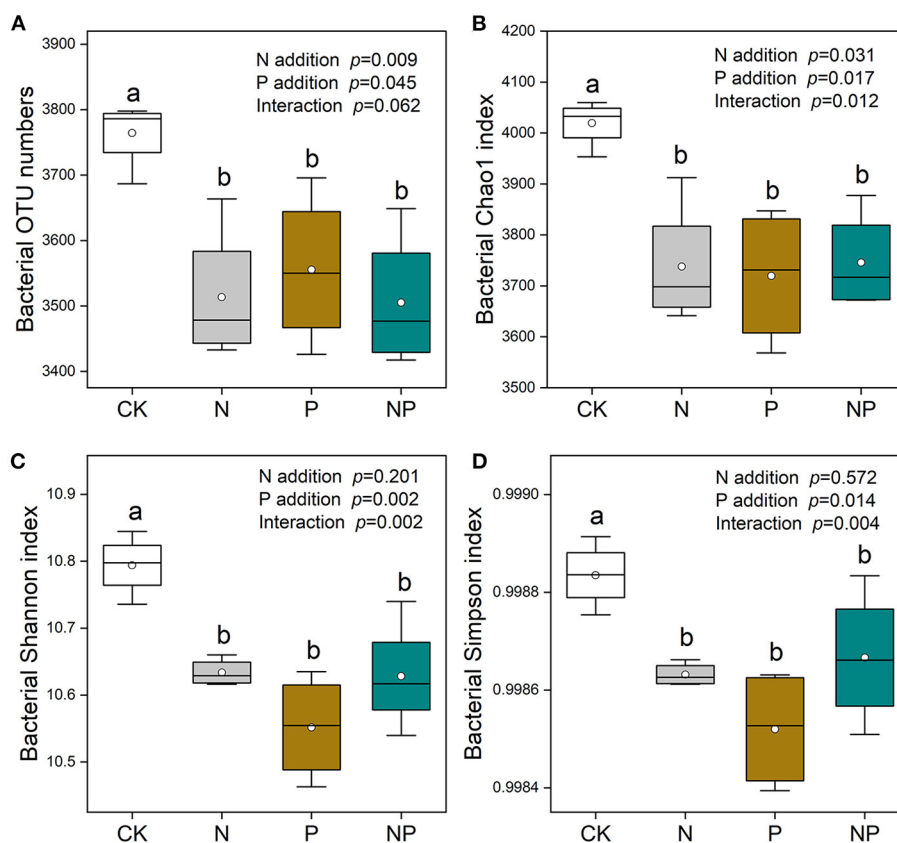 A
Bacterial OTU numbers
3900
3800
3700
3600
3500
3400
N addition p=0.009
P addition p=0.045
Interaction p=0.062
a
b
b
b
CK N P NP
B
Bacterial Chao1 index
4200
4100
4000
3900
3800
3700
3600
3500
N addition p=0.031
P addition p=0.017
Interaction p=0.012
a
b
b
b
CK N P NP
C
Bacterial Shannon index
10.9
10.8
10.7
10.6
10.5
N addition p=0.201
P addition p=0.002
Interaction p=0.002
a
b
b
b
CK N P NP
D
Bacterial Simpson index
0.9990
0.9988
0.9986
0.9984
N addition p=0.572
P addition p=0.014
Interaction p=0.004
a
b
b
b
CK N P NP